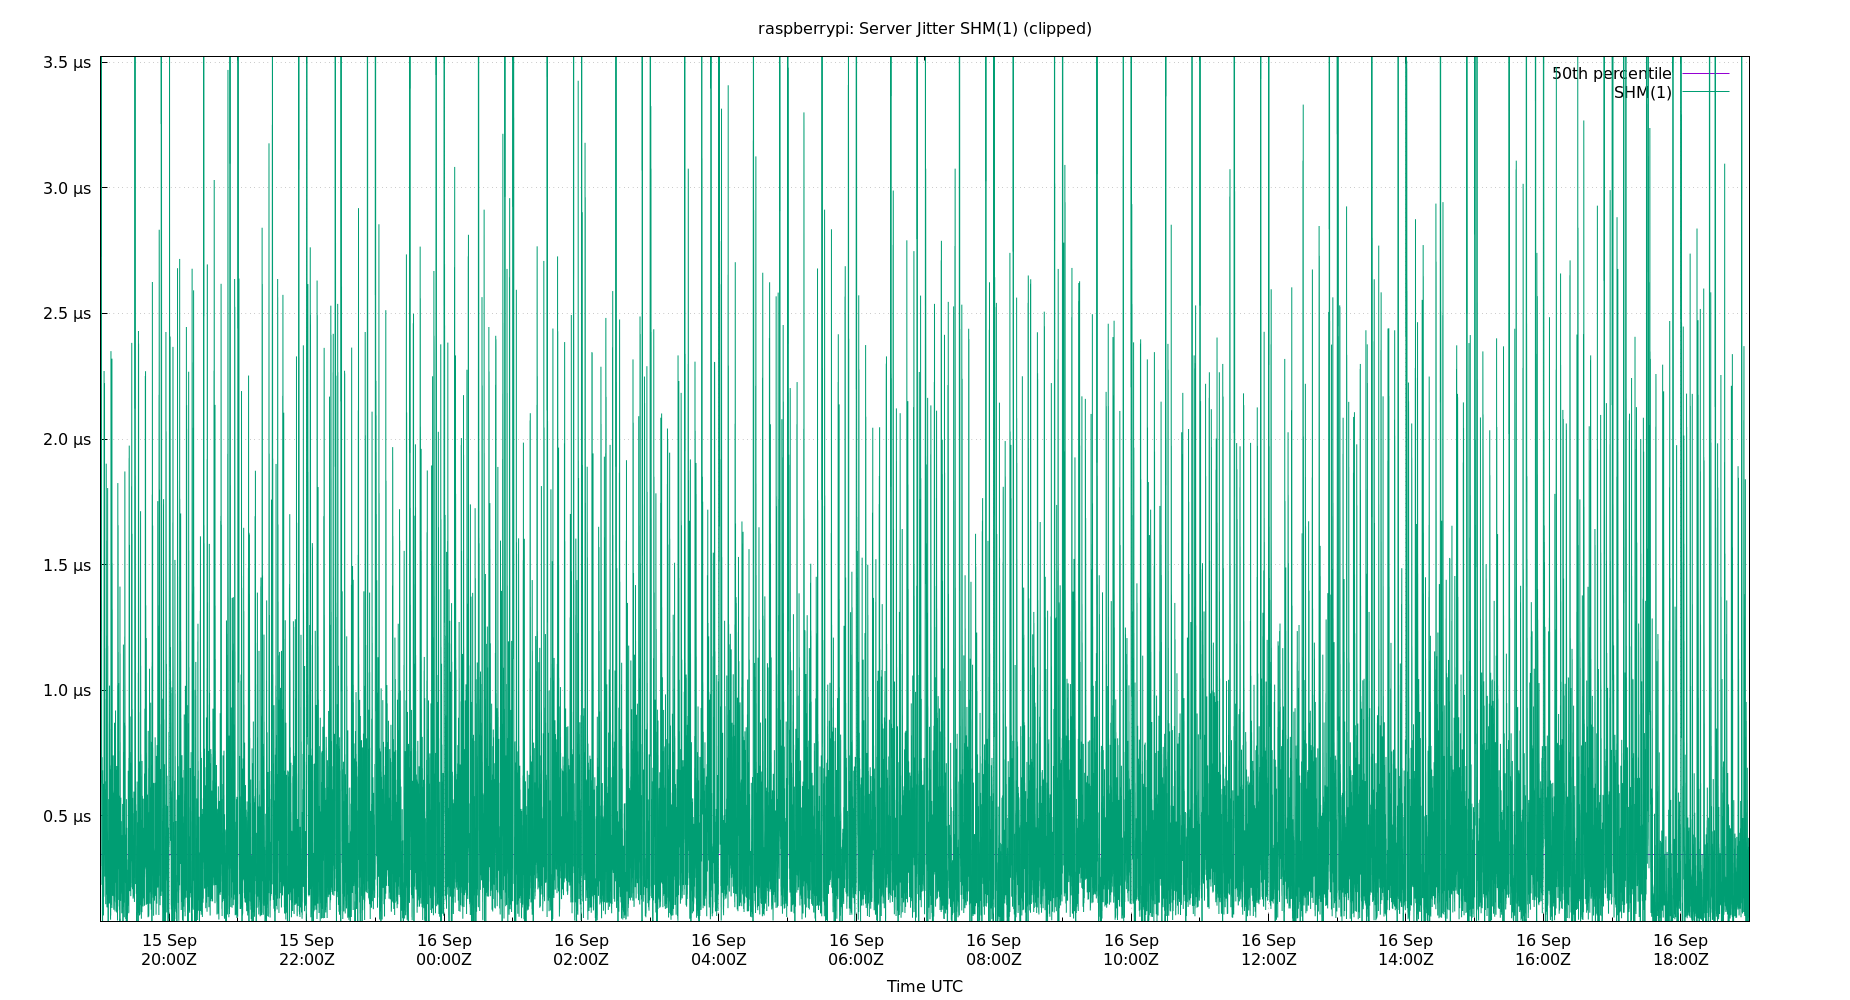 raspberrypi: Server Jitter SHM(1) (clipped)
3.5 µs
50th percentile
SHM(1)
3.0 µs
2.5 µs
2.0 µs
1.5 µs
1.0 µs
0.5 µs
15 Sep 15 Sep 16 Sep 16 Sep 16 Sep 16 Sep 16 Sep 16 Sep 16 Sep 16 Sep 16 Sep 16 Sep
20:00Z 22:00Z 00:00Z 02:00Z 04:00Z 06:00Z 08:00Z 10:00Z 12:00Z 14:00Z 16:00Z 18:00Z
Time UTC